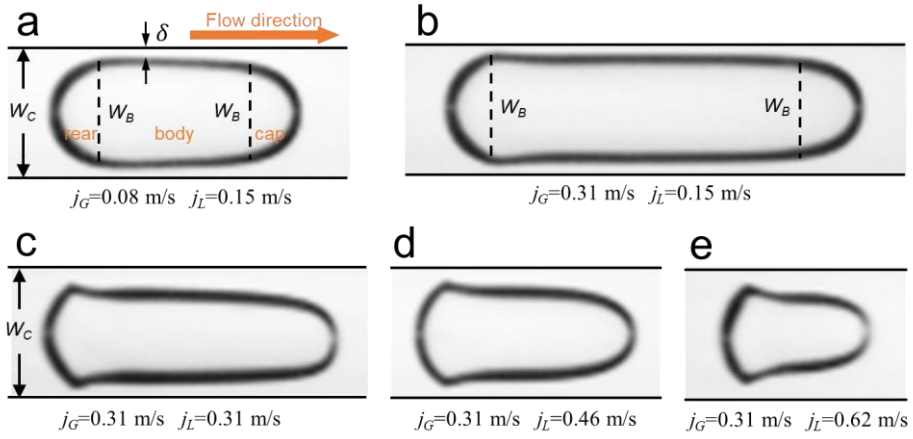 a
Flow direction
δ
W_C
W_B
W_B
rear
body
cap
j_G=0.08 m/s j_L=0.15 m/s
b
W_B
W_B
j_G=0.31 m/s j_L=0.15 m/s
c
W_C
j_G=0.31 m/s j_L=0.31 m/s
d
j_G=0.31 m/s j_L=0.46 m/s
e
j_G=0.31 m/s j_L=0.62 m/s